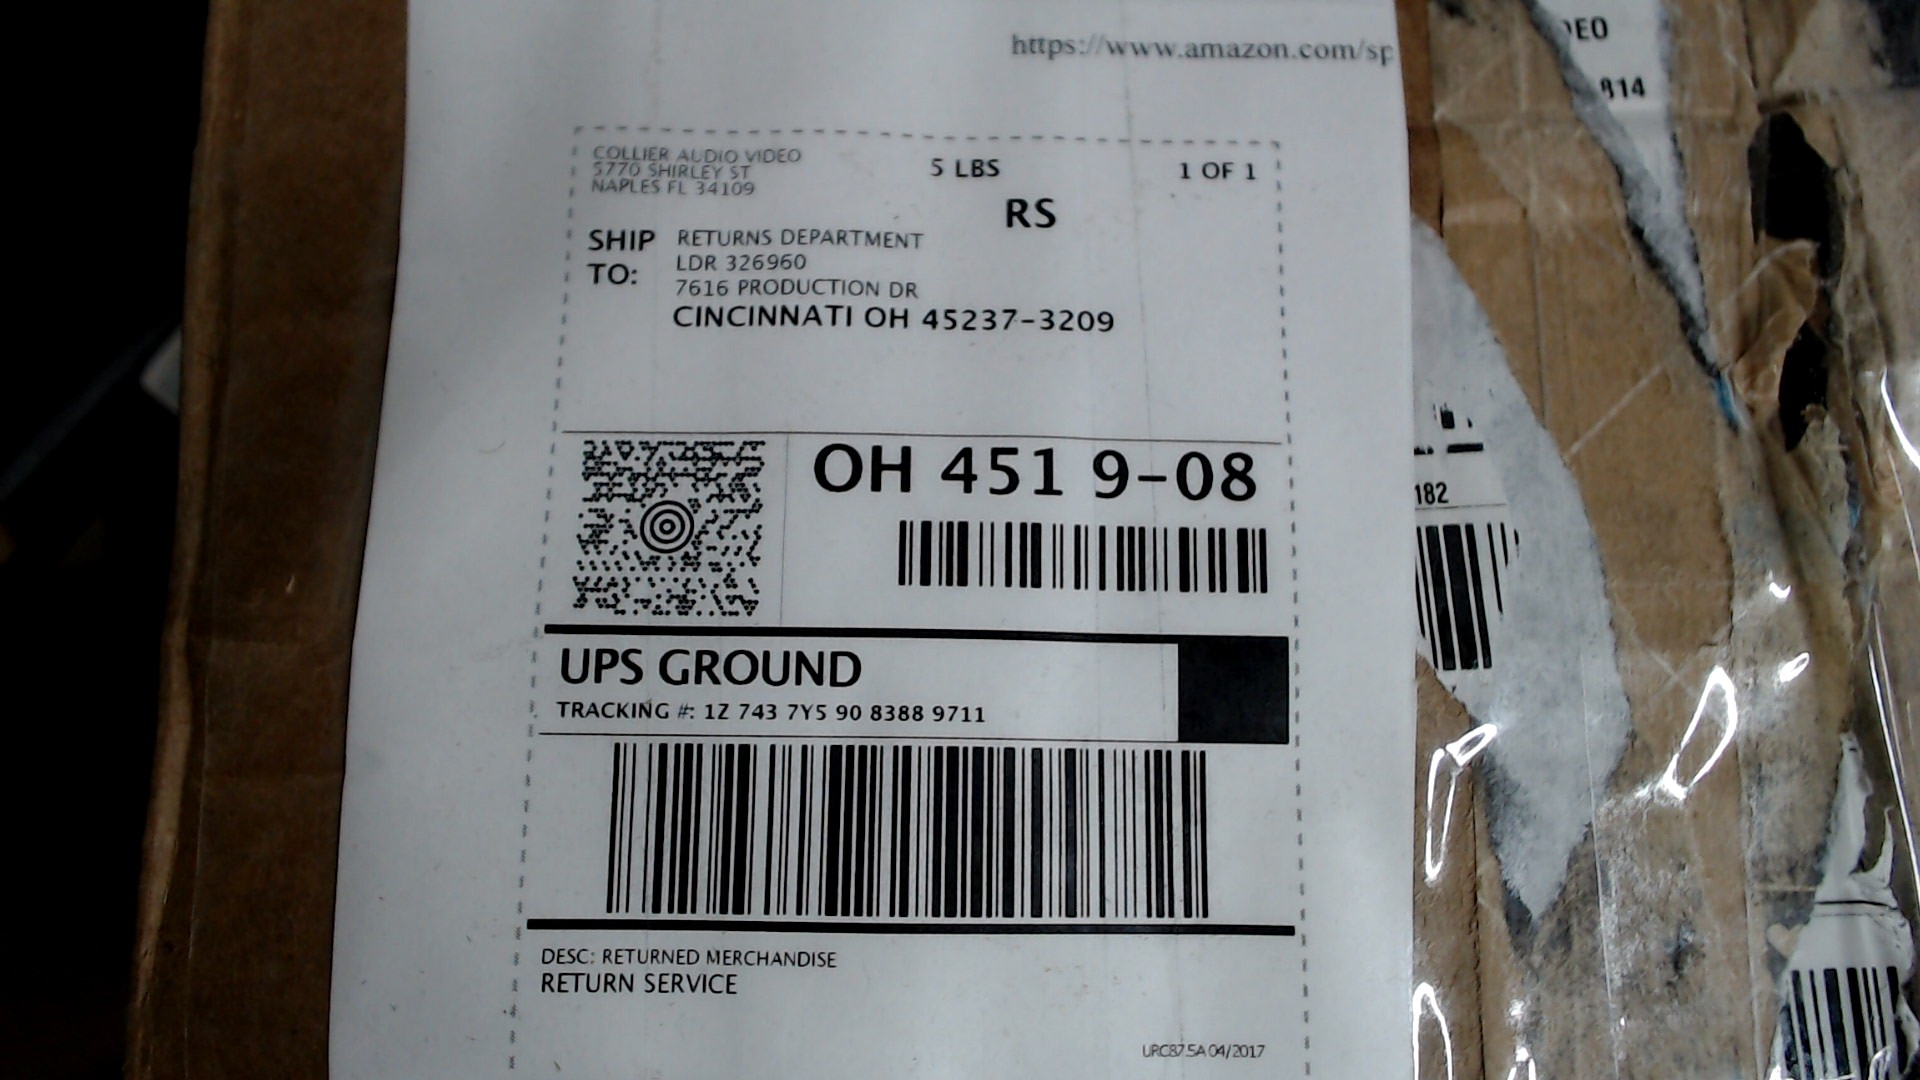 https://www.amazon.com/sp
COLLIER AUDIO VIDEO
5770 SHIRLEY ST
NAPLES FL 34109
5 LBS
1 OF 1
RS
SHIP
TO:
RETURNS DEPARTMENT
LDR 326960
7616 PRODUCTION DR
CINCINNATI OH 45237-3209
OH 451 9-08
UPS GROUND
TRACKING #: 1Z 743 7Y5 90 8388 9711
DESC: RETURNED MERCHANDISE
RETURN SERVICE
URC87.5A 04/2017
814
182